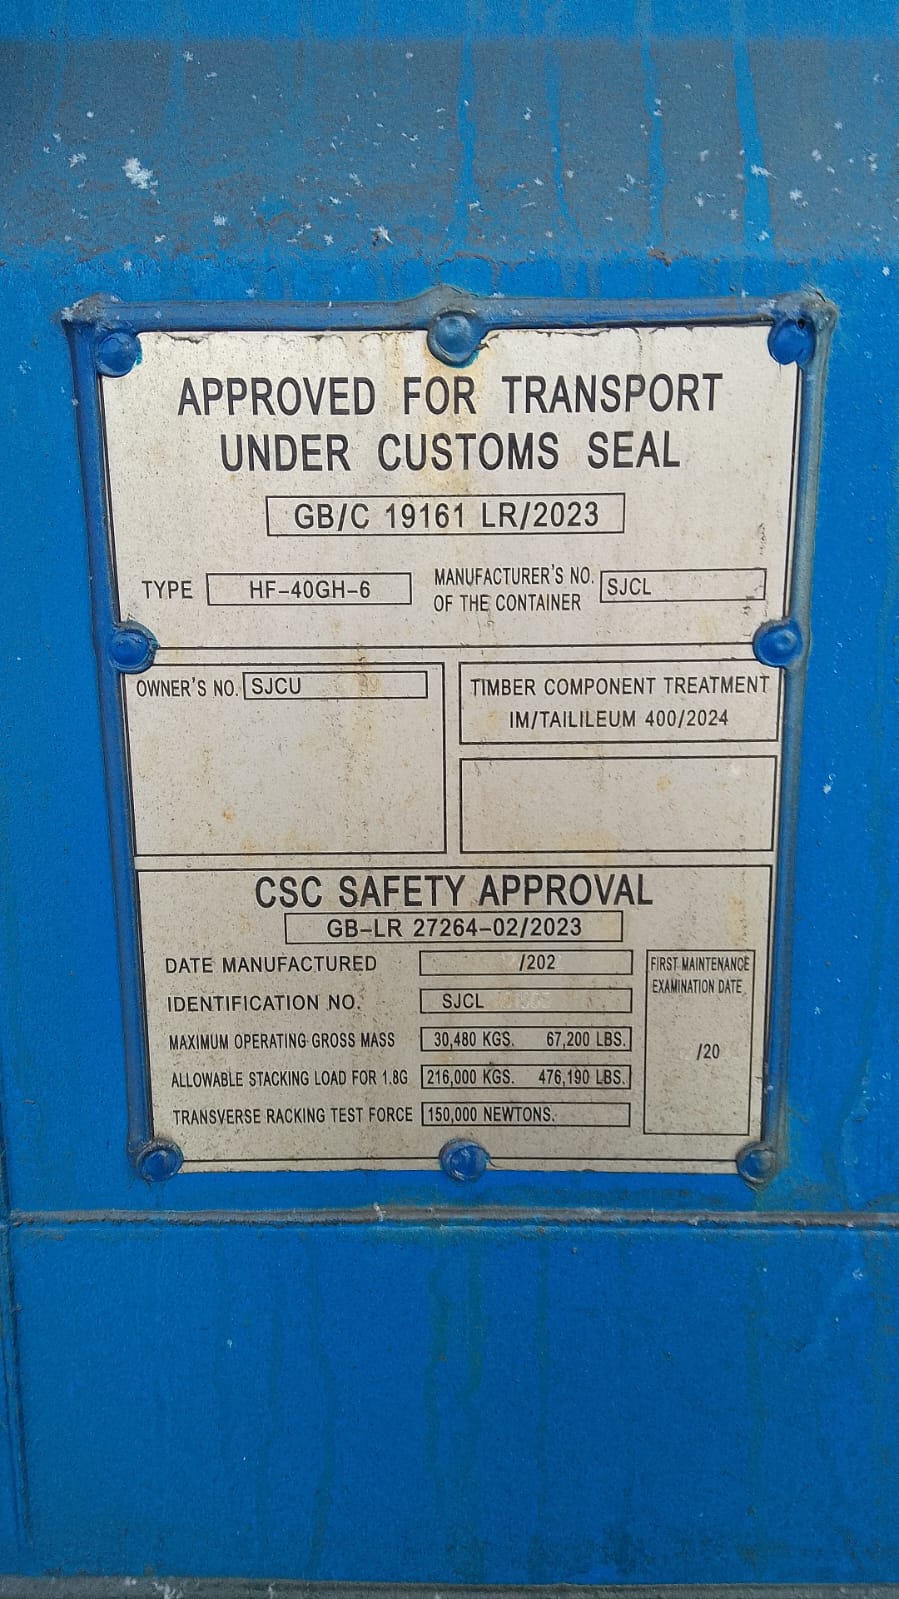 APPROVED FOR TRANSPORT
UNDER CUSTOMS SEAL
GB/C 19161 LR/2023
TYPE HF-40GH-6
MANUFACTURER'S NO.
OF THE CONTAINER
SJCL
OWNER'S NO. SJCU
TIMBER COMPONENT TREATMENT
IM/TAILILEUM 400/2024
CSC SAFETY APPROVAL
GB-LR 27264-02/2023
DATE MANUFACTURED /202
IDENTIFICATION NO. SJCL
MAXIMUM OPERATING GROSS MASS 30,480 KGS. 67,200 LBS.
ALLOWABLE STACKING LOAD FOR 1.8G 216,000 KGS. 476,190 LBS.
TRANSVERSE RACKING TEST FORCE 150,000 NEWTONS.
FIRST MAINTENANCE
EXAMINATION DATE
/20